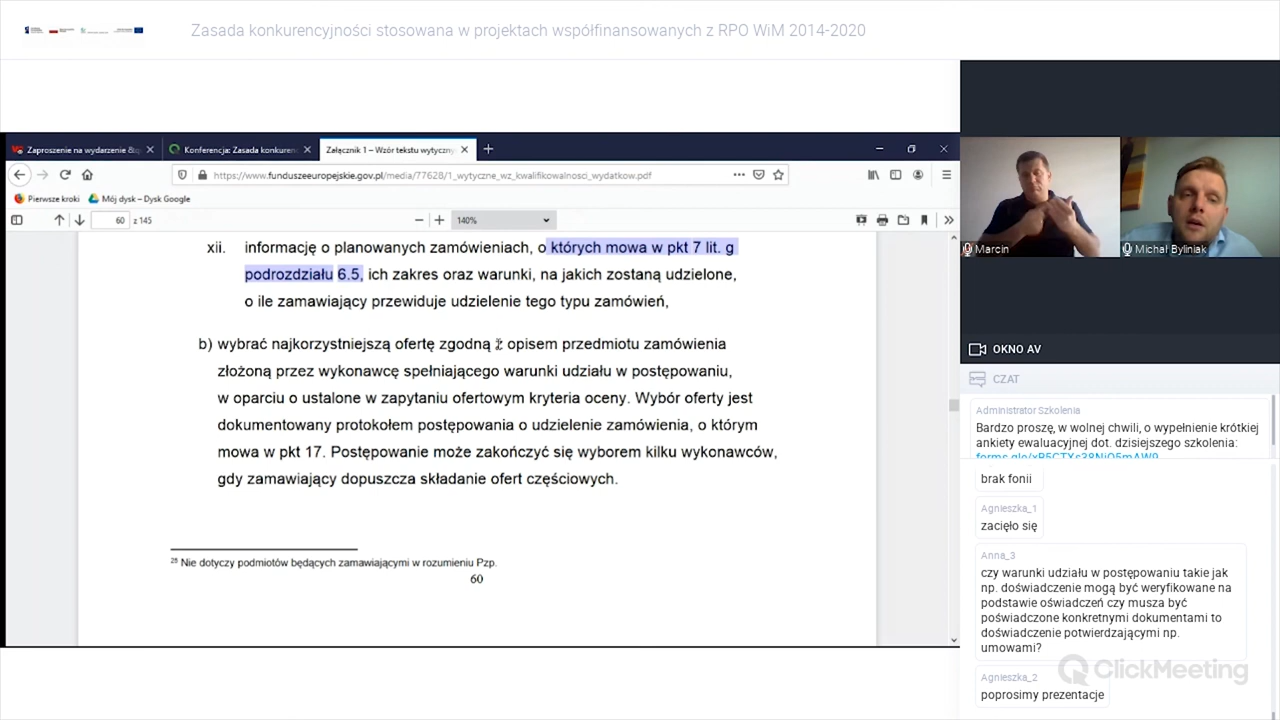 Zasada konkurencyjności stosowana w projektach współfinansowanych z RPO WiM 2014-2020
Zaproszenie na wydarzenie &bq
Konferencja: Zasada konkuren
Załącznik 1 – Wzór tekstu wytyczny
https://www.funduszeeuropejskie.gov.pl/media/77628/1_wytyczne_wz_kwalifikowalnosci_wydatkow.pdf
Pierwsze kroki
Mój dysk – Dysk Google
60
z 145
140%
xii. informację o planowanych zamówieniach, o których mowa w pkt 7 lit. g
podrozdziału 6.5, ich zakres oraz warunki, na jakich zostaną udzielone,
o ile zamawiający przewiduje udzielenie tego typu zamówień,
b) wybrać najkorzystniejszą ofertę zgodną z opisem przedmiotu zamówienia
złożoną przez wykonawcę spełniającego warunki udziału w postępowaniu,
w oparciu o ustalone w zapytaniu ofertowym kryteria oceny. Wybór oferty jest
dokumentowany protokołem postępowania o udzielenie zamówienia, o którym
mowa w pkt 17. Postępowanie może zakończyć się wyborem kilku wykonawców,
gdy zamawiający dopuszcza składanie ofert częściowych.
Nie dotyczy podmiotów będących zamawiającymi w rozumieniu Pzp.
60
Marcin
Michał Byliniak
OKNO AV
CZAT
Administrator Szkolenia
Bardzo proszę, w wolnej chwili, o wypełnienie krótkiej
ankiety ewaluacyjnej dot. dzisiejszego szkolenia:
brak fonii
Agnieszka_1
zacięło się
Anna_3
czy warunki udziału w postępowaniu takie jak
np. doświadczenie mogą być weryfikowane na
podstawie oświadczeń czy musza być
poświadczone konkretnymi dokumentami to
doświadczenie potwierdzającymi np.
umowami?
Agnieszka_2
poprosimy prezentacje
ClickMeeting